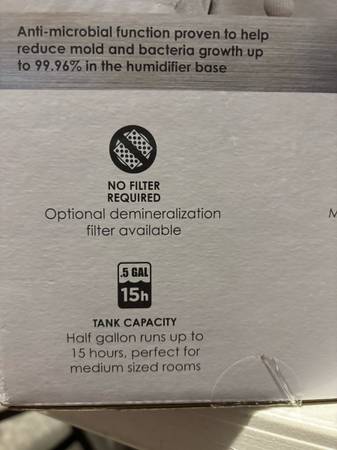 Anti-microbial function proven to help
reduce mold and bacteria growth up
to 99.96% in the humidifier base
NO FILTER
REQUIRED
Optional demineralization
filter available
M
.5 GAL
15h
TANK CAPACITY
Half gallon runs up to
15 hours, perfect for
medium sized rooms